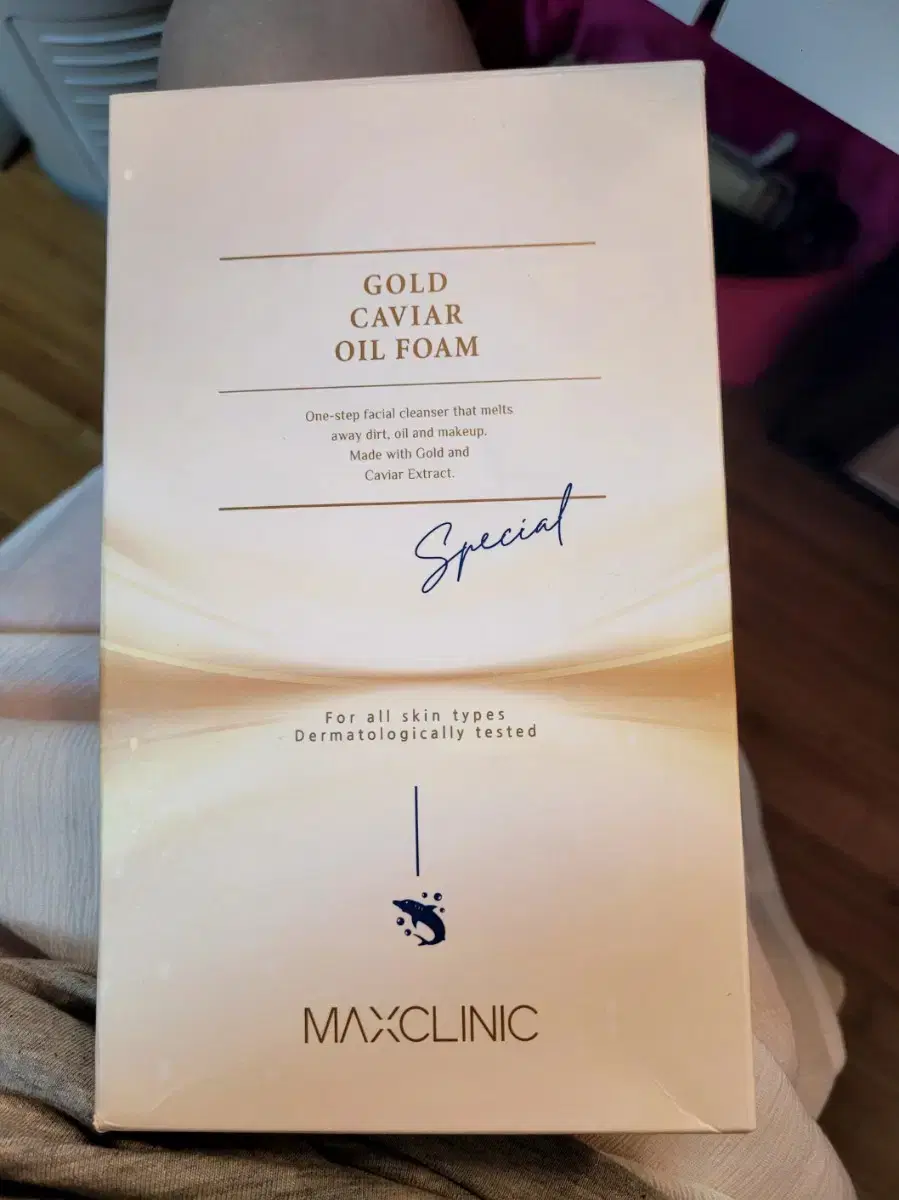 GOLD
CAVIAR
OIL FOAM
One-step facial cleanser that melts
away dirt, oil and makeup.
Made with Gold and
Caviar Extract.
Special
For all skin types
Dermatologically tested
MAXCLINIC